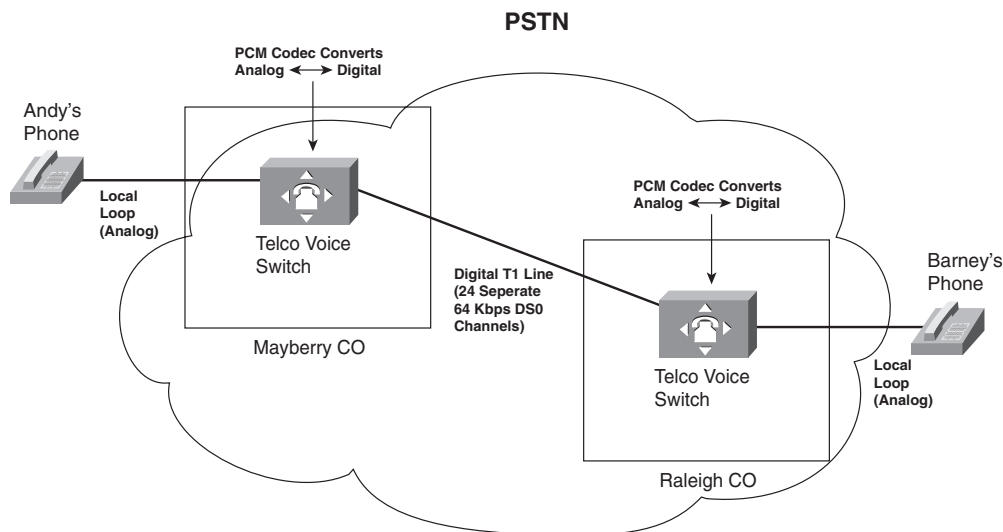 PSTN
PCM Codec Converts
Analog ↔ Digital
Andy's
Phone
Local
Loop
(Analog)
Telco Voice
Switch
Mayberry CO
Digital T1 Line
(24 Seperate
64 Kbps DS0
Channels)
PCM Codec Converts
Analog ↔ Digital
Telco Voice
Switch
Raleigh CO
Barney's
Phone
Local
Loop
(Analog)